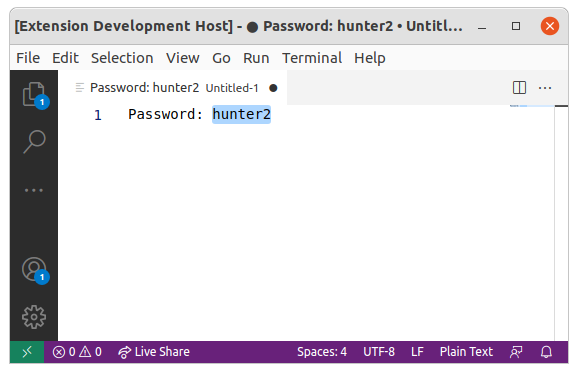 [Extension Development Host] - ● Password: hunter2 • Untitl...
File Edit Selection View Go Run Terminal Help
Password: hunter2 Untitled-1 ●
1 Password: hunter2
1
1
0 0 Live Share Spaces: 4 UTF-8 LF Plain Text